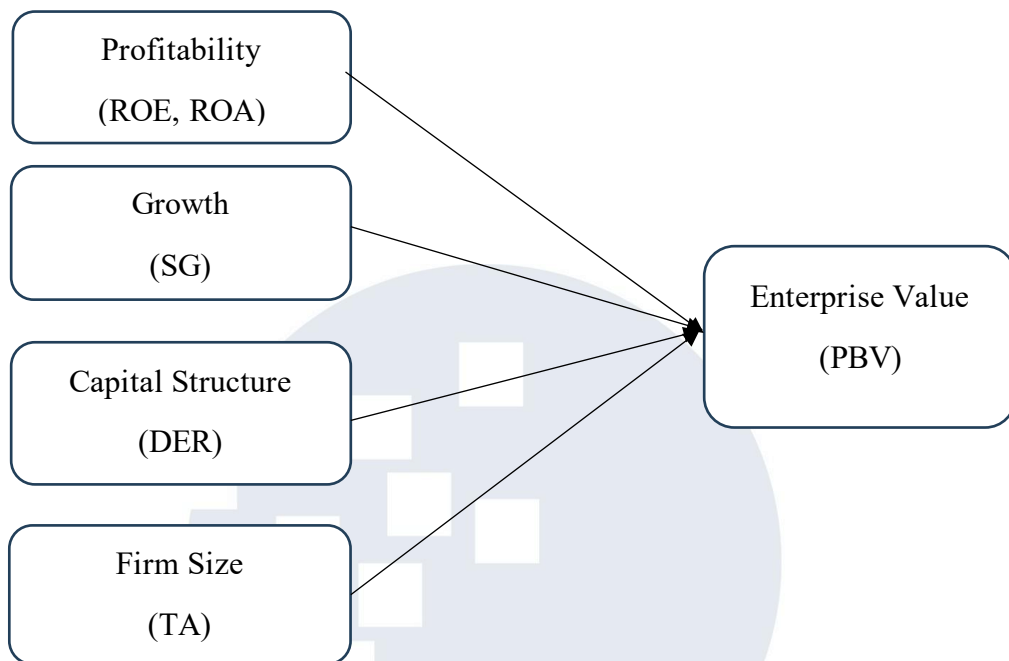 Profitability
(ROE, ROA)
Growth
(SG)
Capital Structure
(DER)
Firm Size
(TA)
Enterprise Value
(PBV)